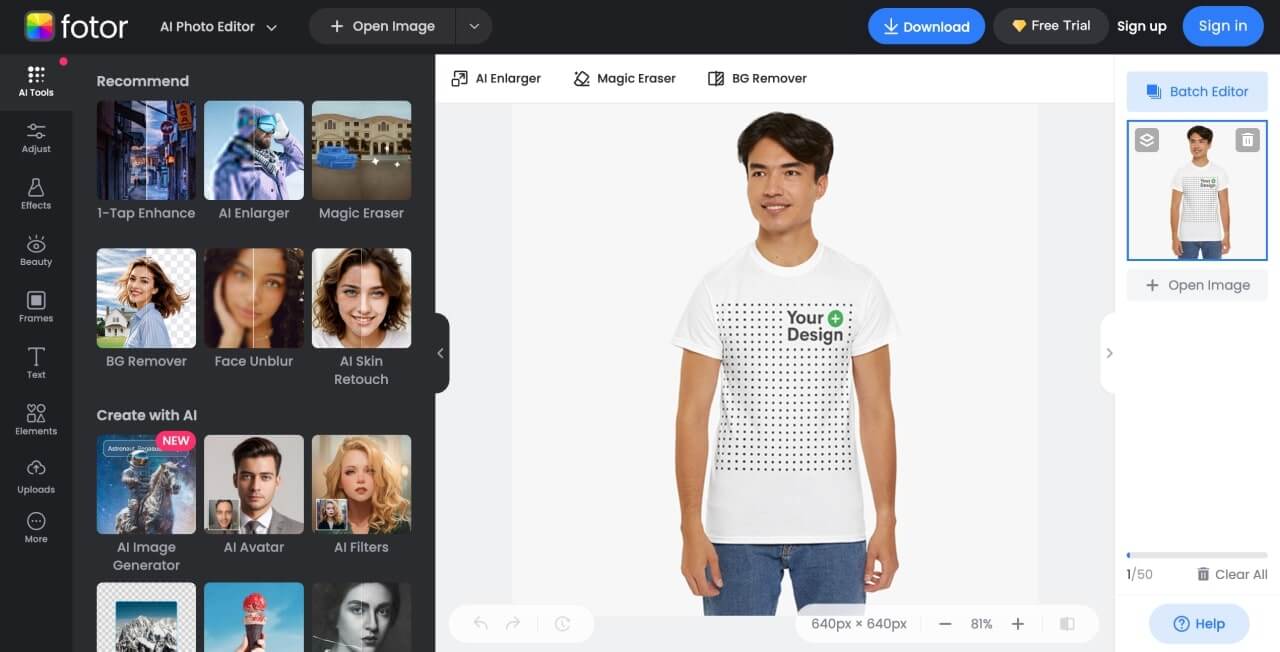 fotor
AI Photo Editor
Open Image
Download
Free Trial
Sign up
Sign in
AI Tools
Adjust
Effects
Beauty
Frames
Text
Elements
Uploads
More
Recommend
1-Tap Enhance
AI Enlarger
Magic Eraser
BG Remover
Face Unblur
AI Skin
Retouch
Create with AI
NEW
AI Image
Generator
AI Avatar
AI Filters
AI Enlarger
Magic Eraser
BG Remover
Your
Design
640px × 640px
81%
Batch Editor
Your
Design
Open Image
1/50
Clear All
Help